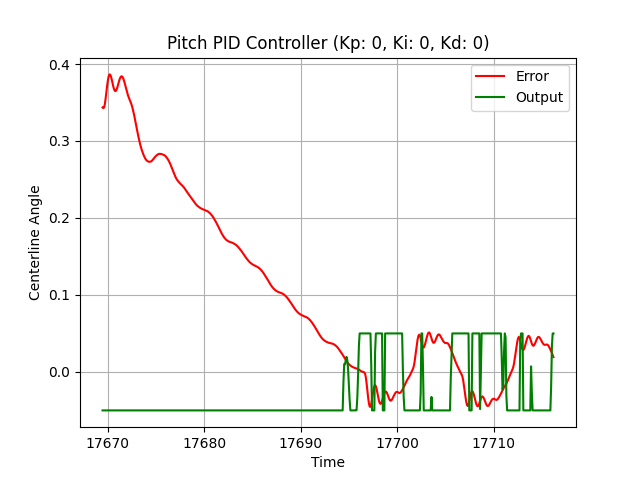 Pitch PID Controller (Kp: 0, Ki: 0, Kd: 0)
Error
Output
0.4
0.3
0.2
0.1
0.0
Centerline Angle
17670
17680
17690
17700
17710
Time